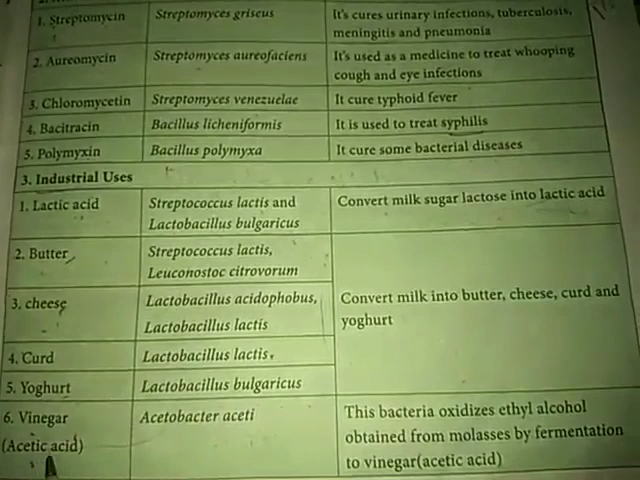 1. Streptomycin
Streptomyces griseus
It's cures urinary infections, tuberculosis,
meningitis and pneumonia
2. Aureomycin
Streptomyces aureofaciens
It's used as a medicine to treat whooping
cough and eye infections
3. Chloromycetin
Streptomyces venezuelae
It cure typhoid fever
4. Bacitracin
Bacillus licheniformis
It is used to treat syphilis
5. Polymyxin
Bacillus polymyxa
It cure some bacterial diseases
3. Industrial Uses
1. Lactic acid
Streptococcus lactis and
Lactobacillus bulgaricus
Convert milk sugar lactose into lactic acid
2. Butter
Streptococcus lactis,
Leuconostoc citrovorum
3. cheese
Lactobacillus acidophobus,
Lactobacillus lactis
Convert milk into butter, cheese, curd and
yoghurt
4. Curd
Lactobacillus lactis
5. Yoghurt
Lactobacillus bulgaricus
6. Vinegar
(Acetic acid)
Acetobacter aceti
This bacteria oxidizes ethyl alcohol
obtained from molasses by fermentation
to vinegar(acetic acid)